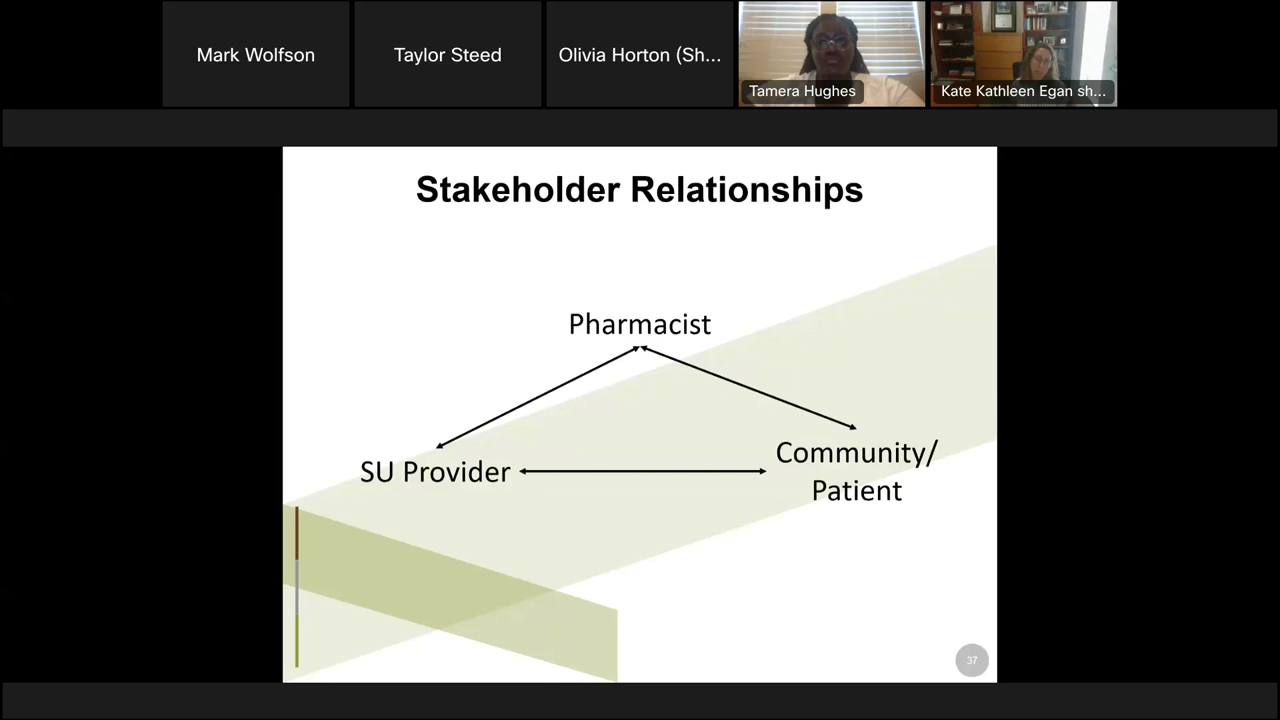 Mark Wolfson
Taylor Steed
Olivia Horton (Sh...
Tamera Hughes
Kate Kathleen Egan sh...
Stakeholder Relationships
Pharmacist
SU Provider
Community/
Patient
37